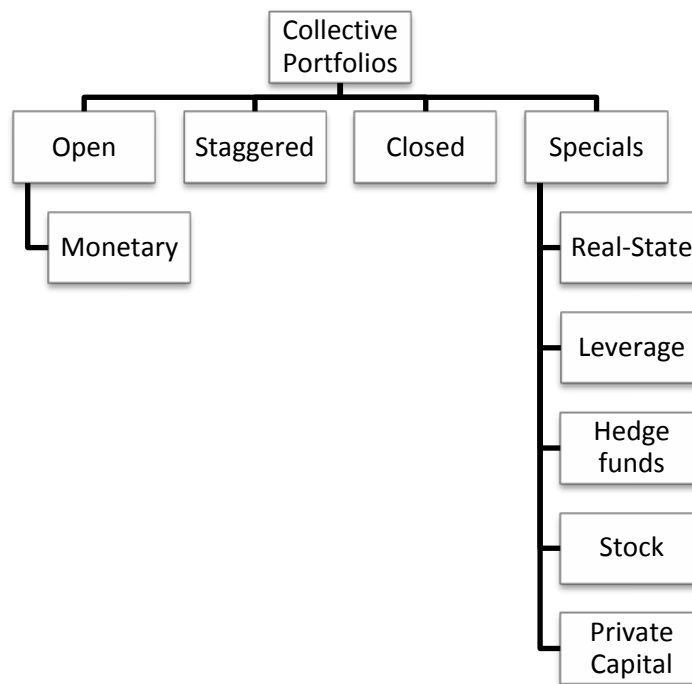 Collective
Portfolios
Open
Staggered
Closed
Specials
Monetary
Real-State
Leverage
Hedge
funds
Stock
Private
Capital